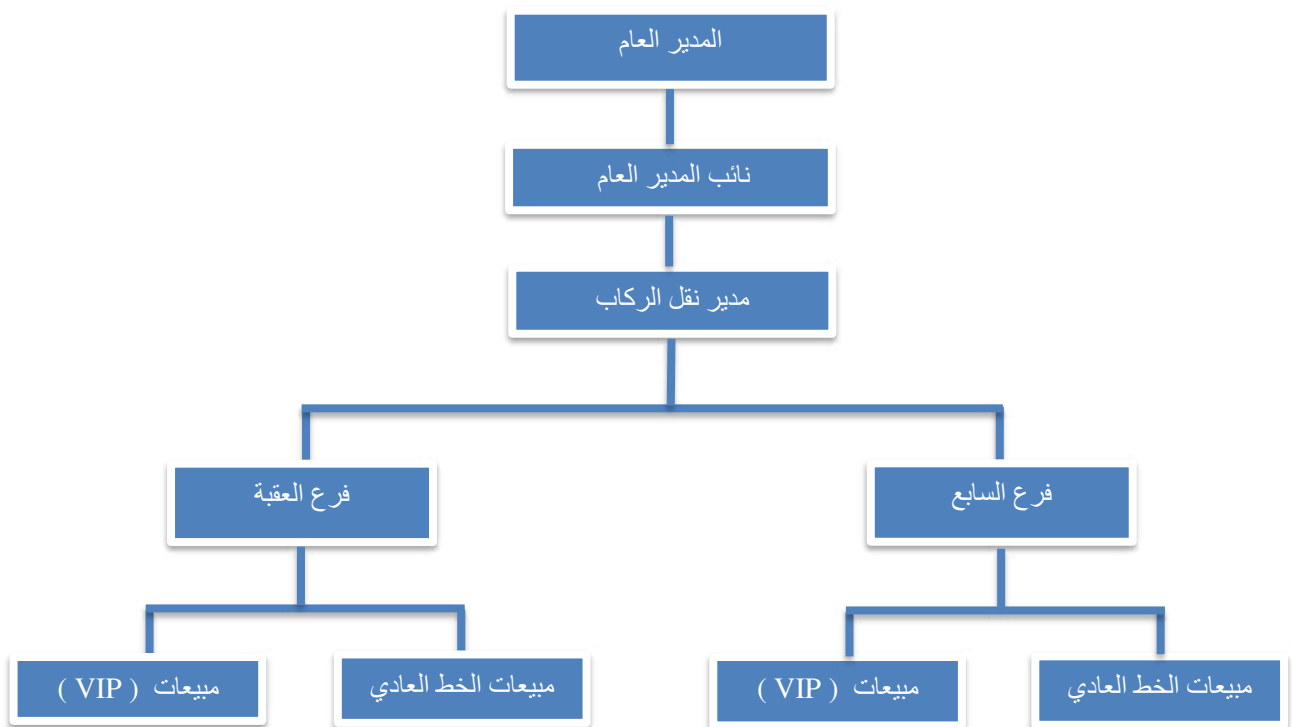 المدير العام
نائب المدير العام
مدير نقل الركاب
فرع السابع
فرع العقبة
مبيعات الخط العادي
مبيعات ( VIP )
مبيعات الخط العادي
مبيعات ( VIP )